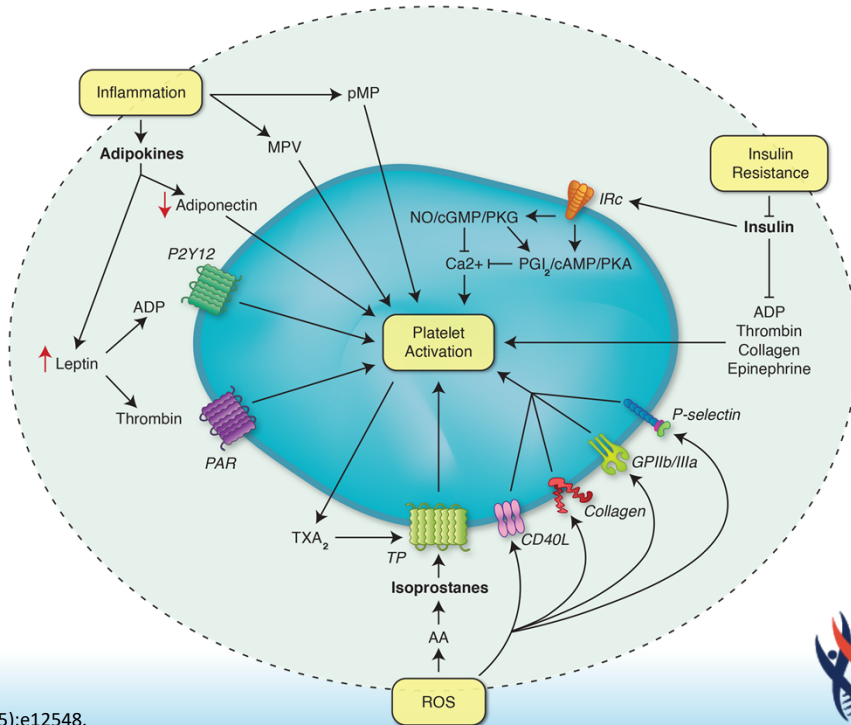 Inflammation
pMP
MPV
Adipokines
Adiponectin
Insulin
Resistance
IRc
NO/cGMP/PKG
Insulin
P2Y12
Ca2+
PGI₂/cAMP/PKA
ADP
ADP
Thrombin
Collagen
Epinephrine
Platelet
Activation
Leptin
Thrombin
PAR
P-selectin
GPIIb/IIIa
Collagen
CD40L
TXA₂
TP
Isoprostanes
AA
ROS
5):e12548.